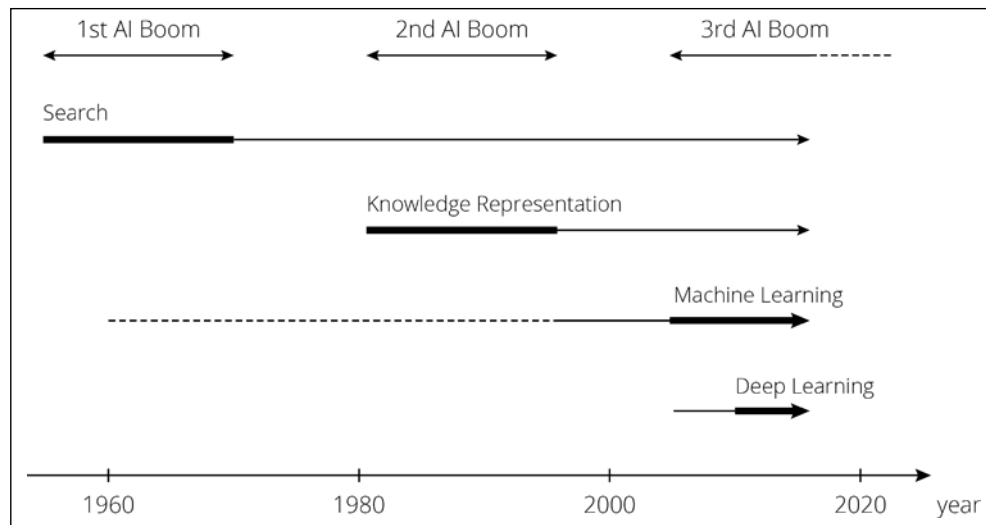 1st AI Boom 2nd AI Boom 3rd AI Boom
Search
Knowledge Representation
Machine Learning
Deep Learning
1960 1980 2000 2020 year